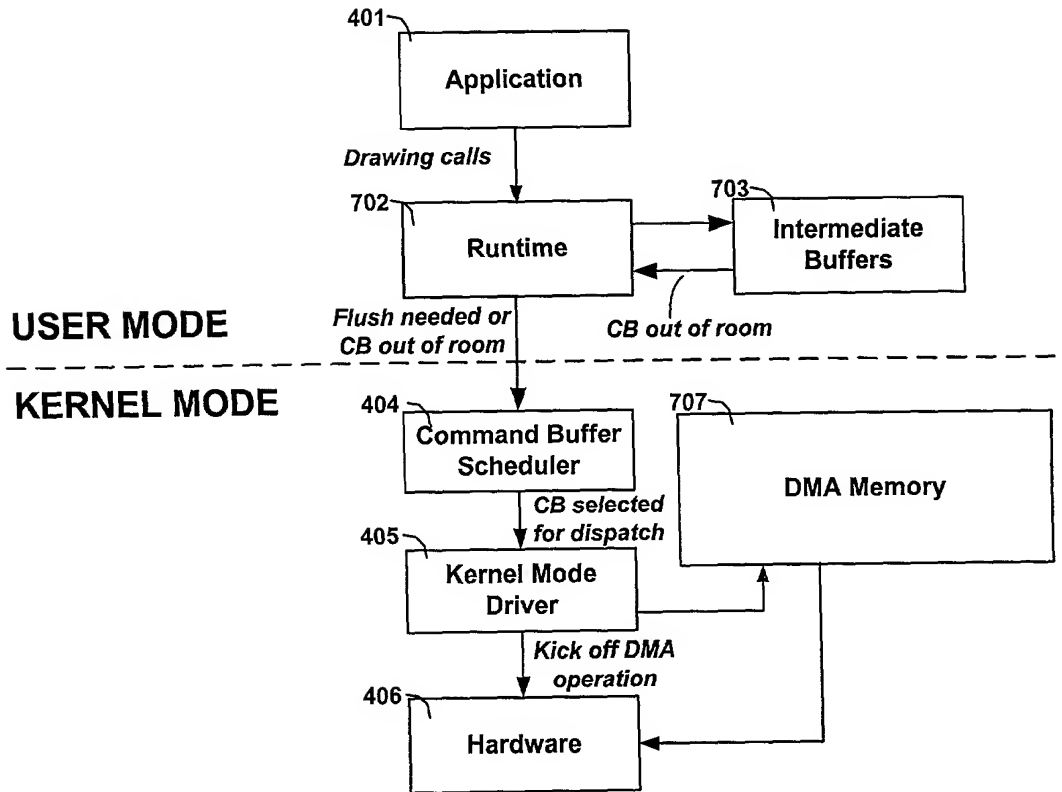 401
Application
Drawing calls
702
Runtime
703
Intermediate
Buffers
CB out of room
Flush needed or
CB out of room
USER MODE
KERNEL MODE
404
Command Buffer
Scheduler
707
DMA Memory
CB selected
for dispatch
405
Kernel Mode
Driver
Kick off DMA
operation
406
Hardware